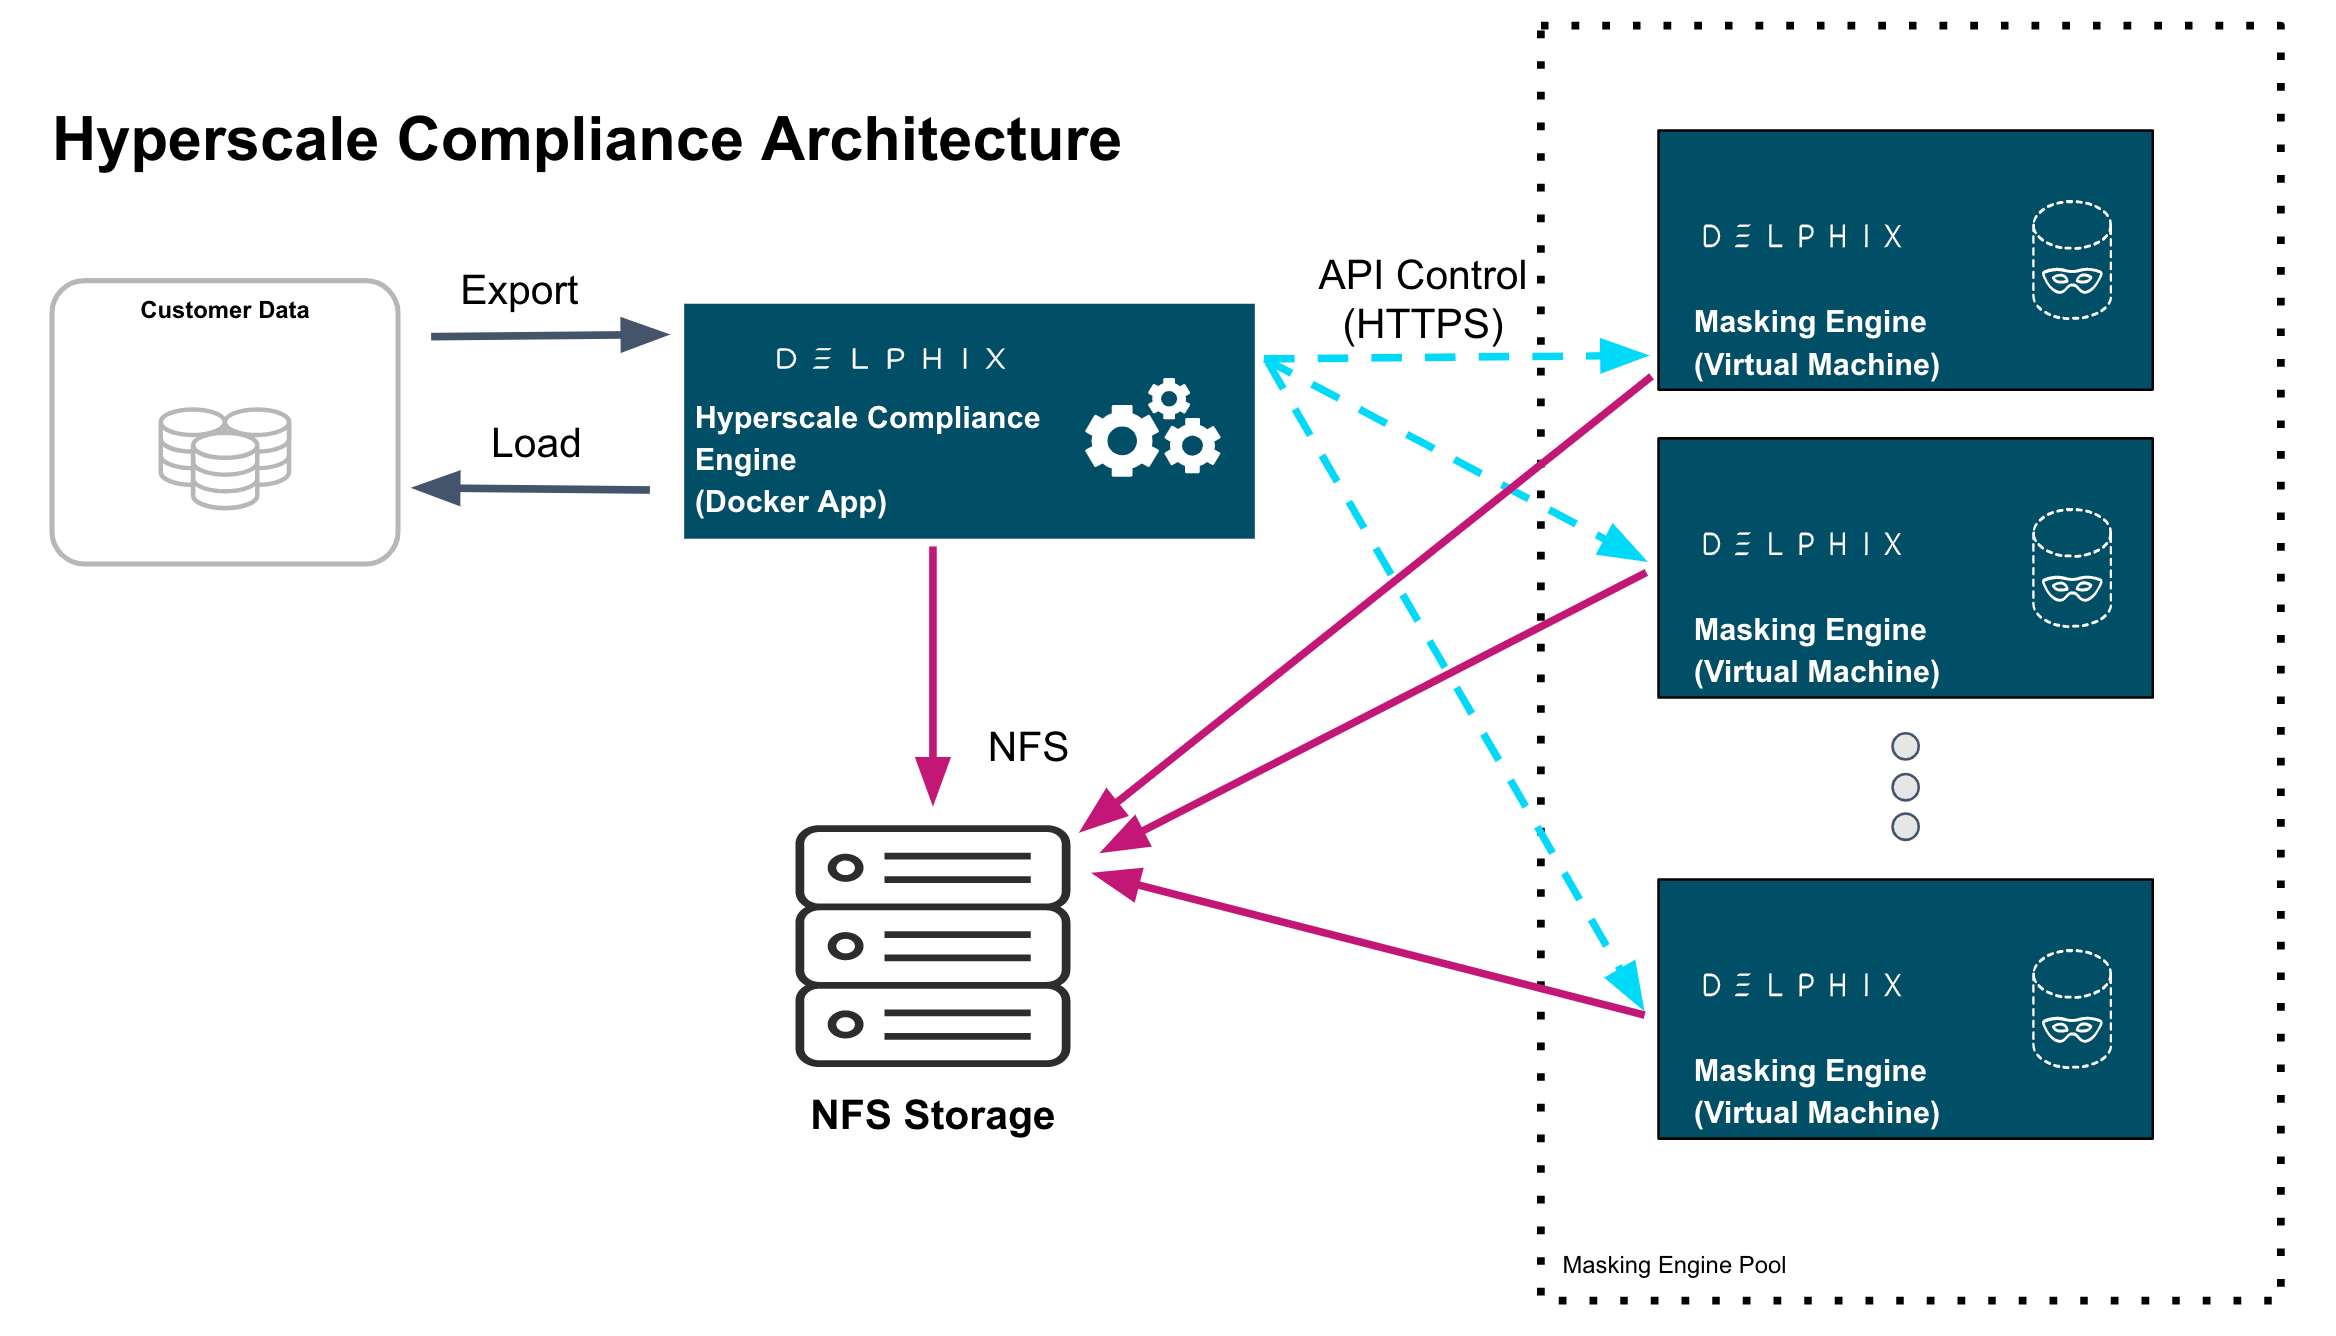 Hyperscale Compliance Architecture
Customer Data
Export
Load
DELPHIX
Hyperscale Compliance
Engine
(Docker App)
API Control
(HTTPS)
NFS
NFS Storage
DELPHIX
Masking Engine
(Virtual Machine)
DELPHIX
Masking Engine
(Virtual Machine)
DELPHIX
Masking Engine
(Virtual Machine)
Masking Engine Pool